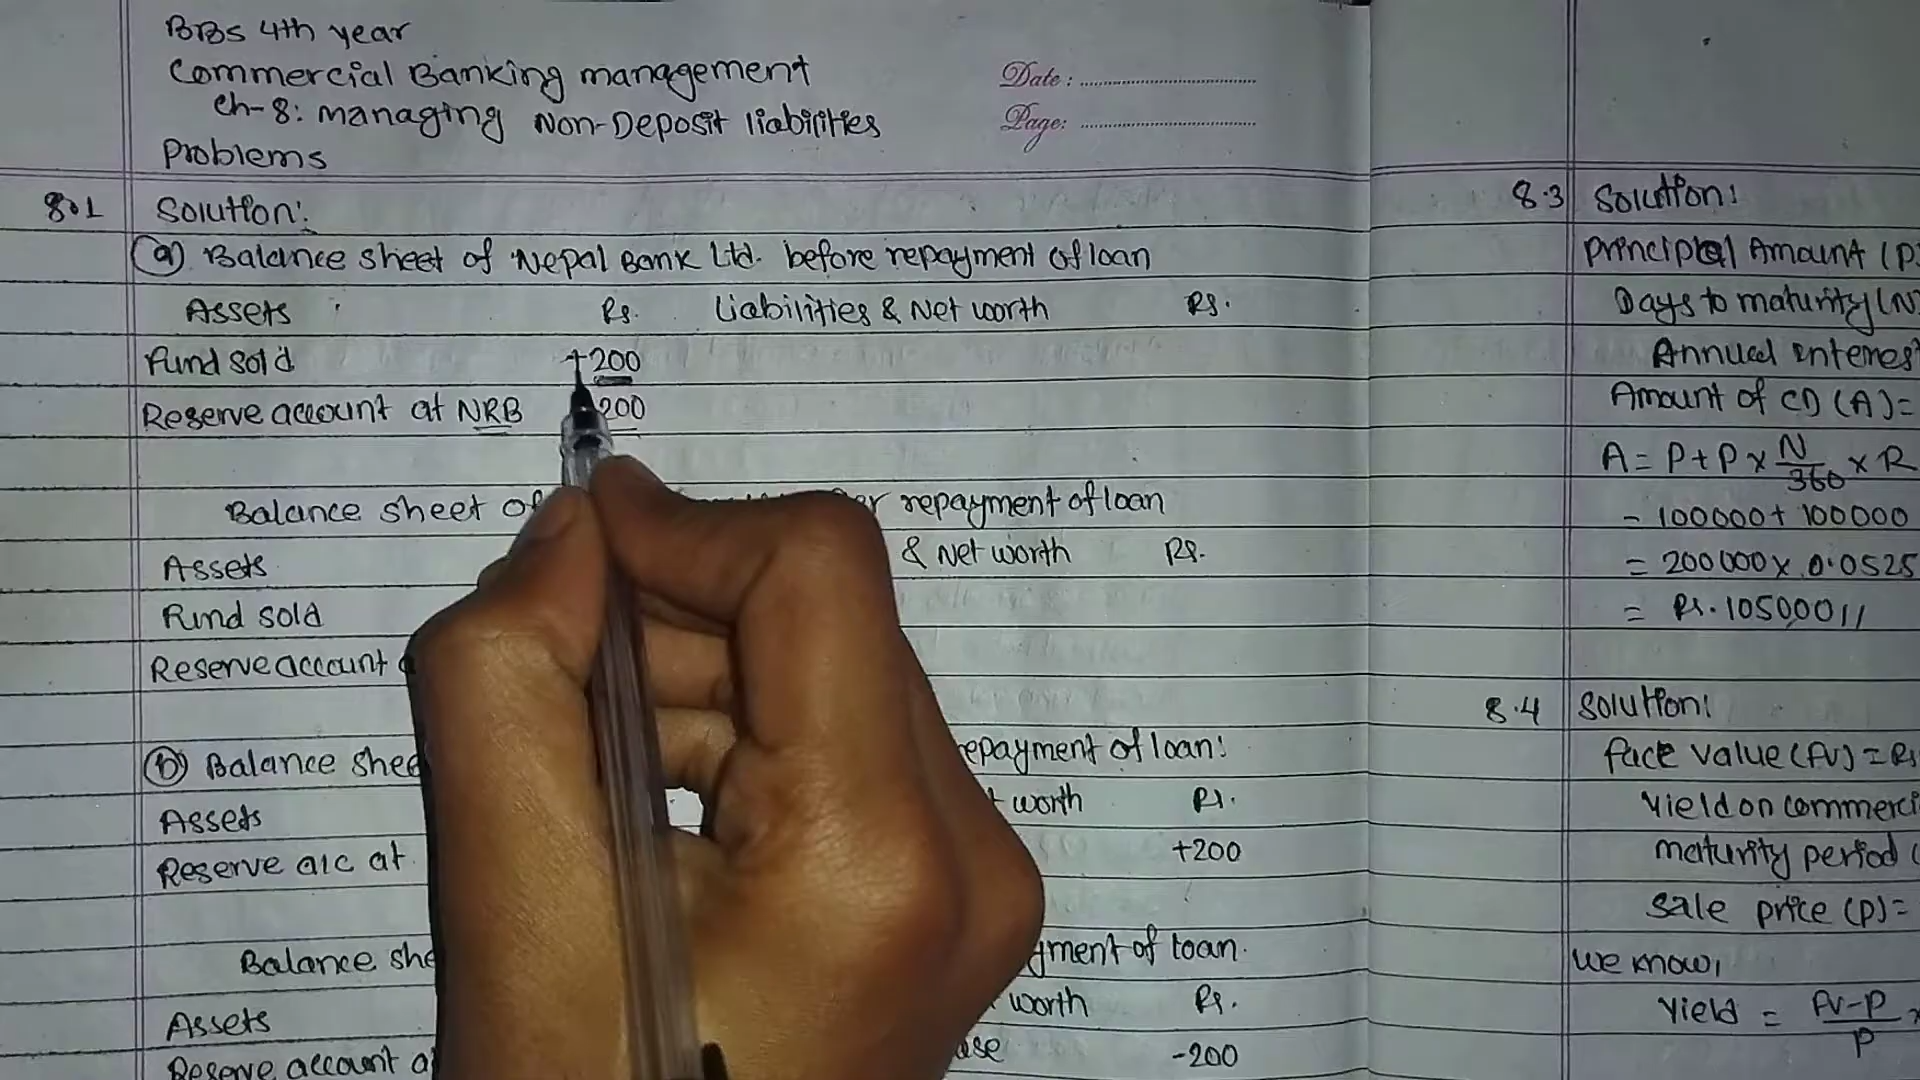 BBS 4th year
Commercial Banking management
Ch-8: managing Non-Deposit liabilities
Problems
Date :
Page:
8.1 Solution:
(a) Balance sheet of Nepal Bank Ltd. before repayment of loan
Assets Rs. Liabilities & Net worth Rs.
Fund sold +200
Reserve account at NRB 200
Balance sheet of repayment of loan
Assets & Net worth Rs.
Fund sold
Reserve account
(b) Balance shee epayment of loan:
Assets worth Rs.
Reserve a/c at +200
Balance she yment of loan.
Assets worth Rs.
Reserve account a ase -200
8.3 Solution:
Principal Amount (P
Days to maturity (N)
Annual interest
Amount of CD (A) =
A = P + P × N/360 × R
- 100000 + 100000
= 200000 × 0.0525
= Rs. 10500011
8.4 Solution:
Face value (FV) = Rs
Yield on commerci
maturity period (
Sale price (P) =
we know,
Yield = FV-P/P ×